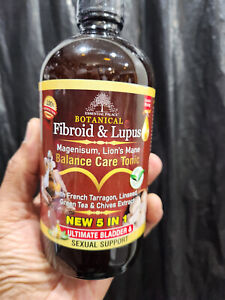 ESSENTIAL PALACE
BOTANICAL
Fibroid & Lupus
Magenisum, Lion's Mane
Balance Care Tonic
With French Tarragon, Linseed
Green Tea & Chives Extract
NEW 5 IN 1
ULTIMATE BLADDER &
SEXUAL SUPPORT